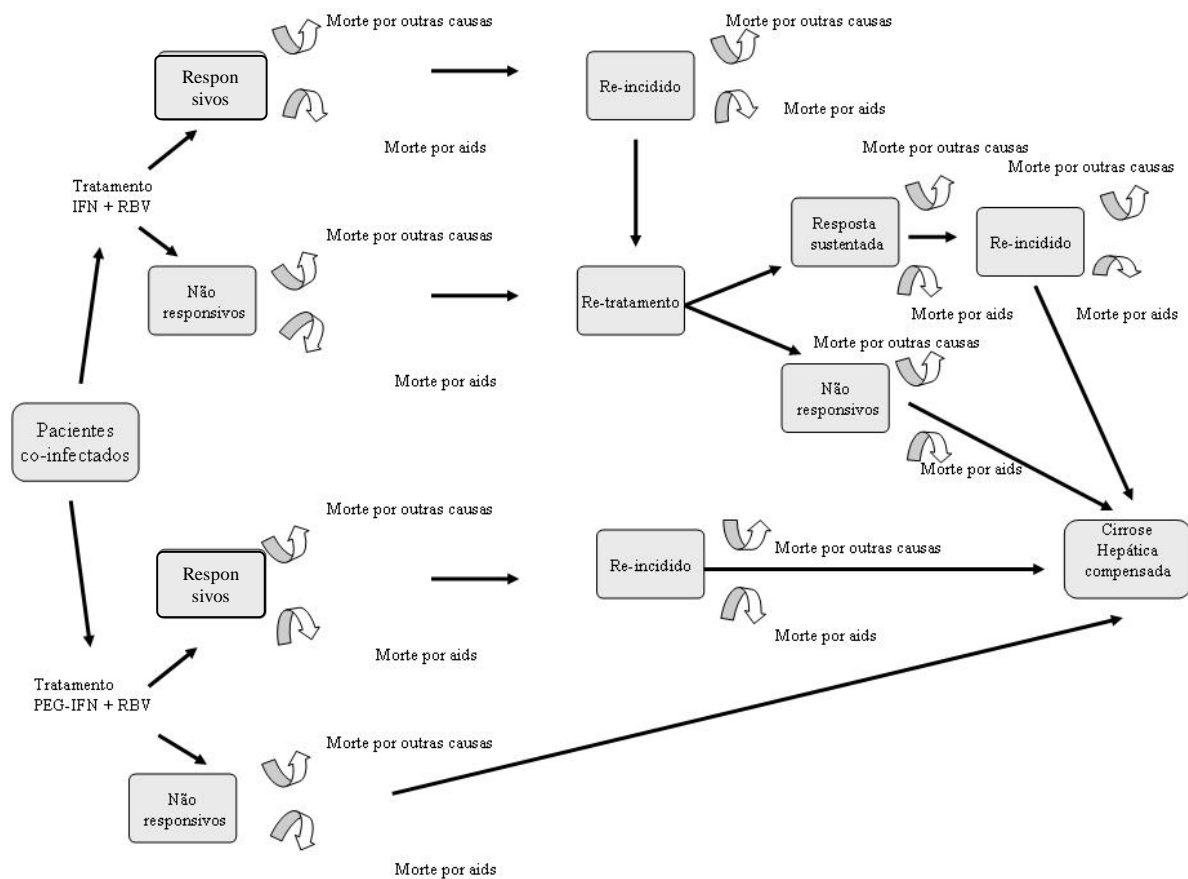 Morte por outras causas
Respon
sivos
Morte por aids
Morte por outras causas
Re-incidido
Morte por aids
Tratamento
IFN + RBV
Morte por outras causas
Não
responsivos
Morte por aids
Re-tratamento
Morte por outras causas
Resposta
sustentada
Morte por aids
Morte por outras causas
Re-incidido
Morte por aids
Morte por outras causas
Não
responsivos
Morte por aids
Pacientes
co-infectados
Morte por outras causas
Respon
sivos
Morte por aids
Re-incidido
Morte por outras causas
Morte por aids
Cirrose
Hepática
compensada
Tratamento
PEG-IFN + RBV
Morte por outras causas
Não
responsivos
Morte por aids